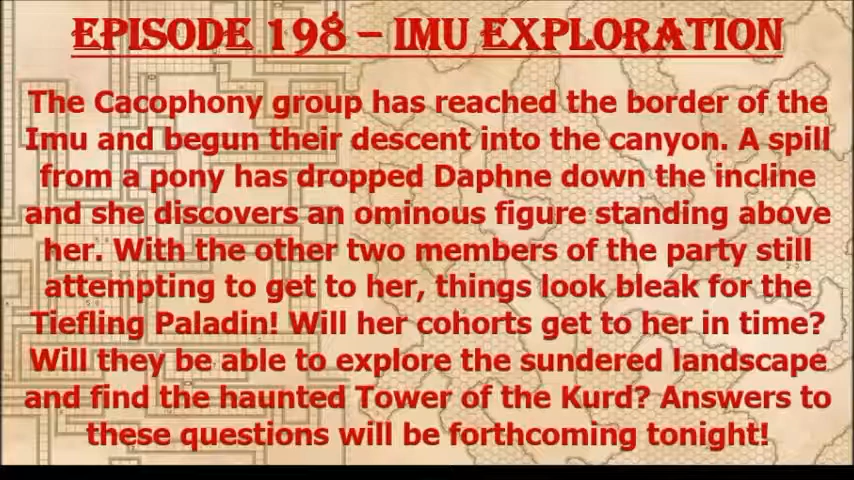 EPISODE 198 – IMU EXPLORATION
The Cacophony group has reached the border of the
Imu and begun their descent into the canyon. A spill
from a pony has dropped Daphne down the incline
and she discovers an ominous figure standing above
her. With the other two members of the party still
attempting to get to her, things look bleak for the
Tiefling Paladin! Will her cohorts get to her in time?
Will they be able to explore the sundered landscape
and find the haunted Tower of the Kurd? Answers to
these questions will be forthcoming tonight!